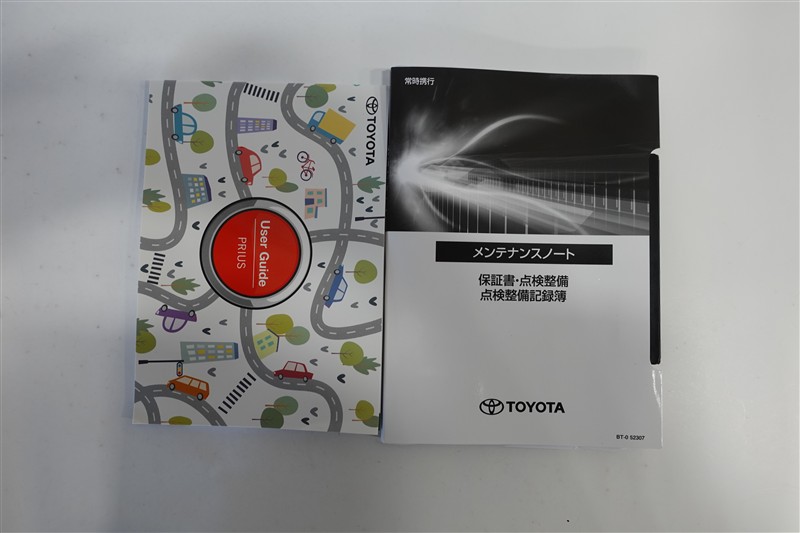 TOYOTA
User Guide
PRIUS
常時携行
メンテナンスノート
保証書・点検整備
点検整備記録簿
TOYOTA
BT-0 52307